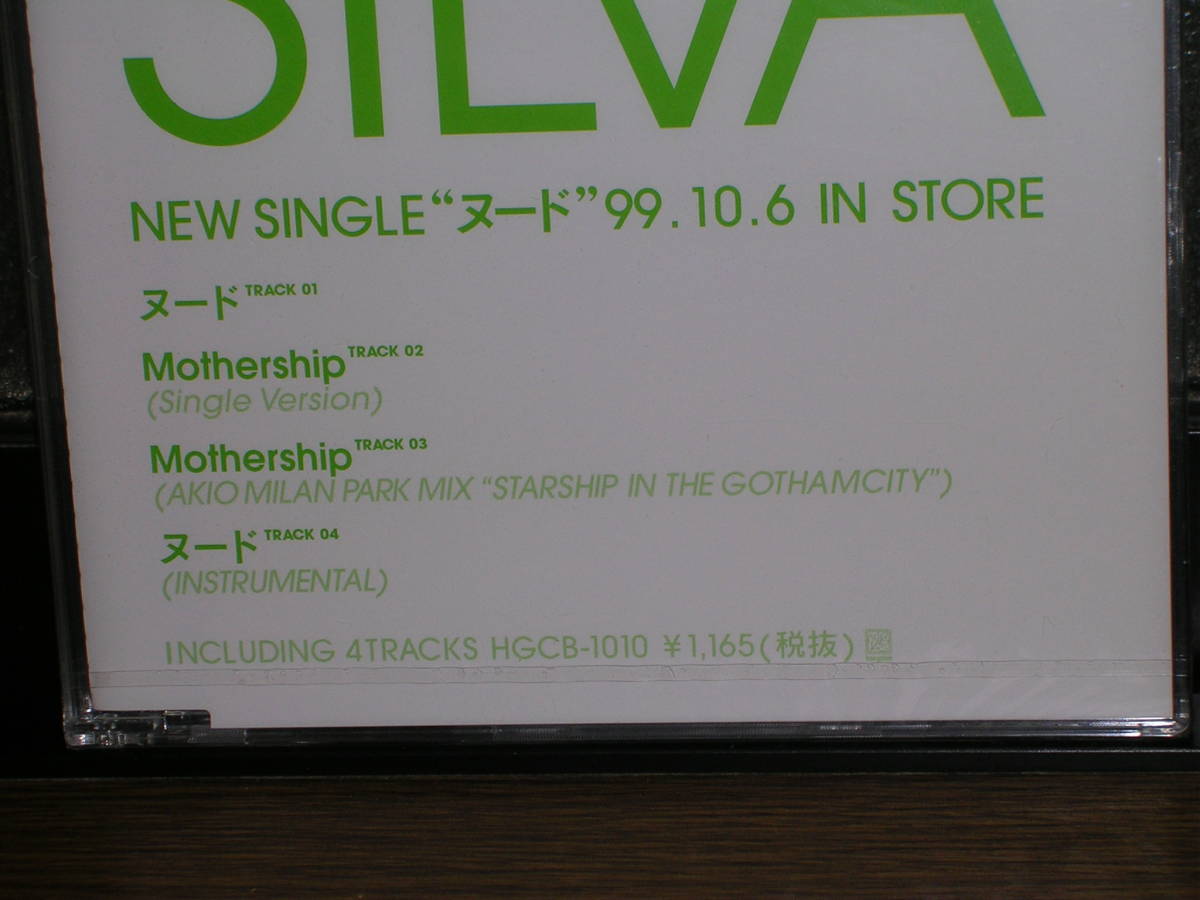 SILVA
NEW SINGLE“ヌード”99.10.6 IN STORE
ヌード TRACK 01
Mothership TRACK 02
(Single Version)
Mothership TRACK 03
(AKIO MILAN PARK MIX “STARSHIP IN THE GOTHAMCITY”)
ヌード TRACK 04
(INSTRUMENTAL)
INCLUDING 4TRACKS HGCB-1010 ¥1,165(税抜)